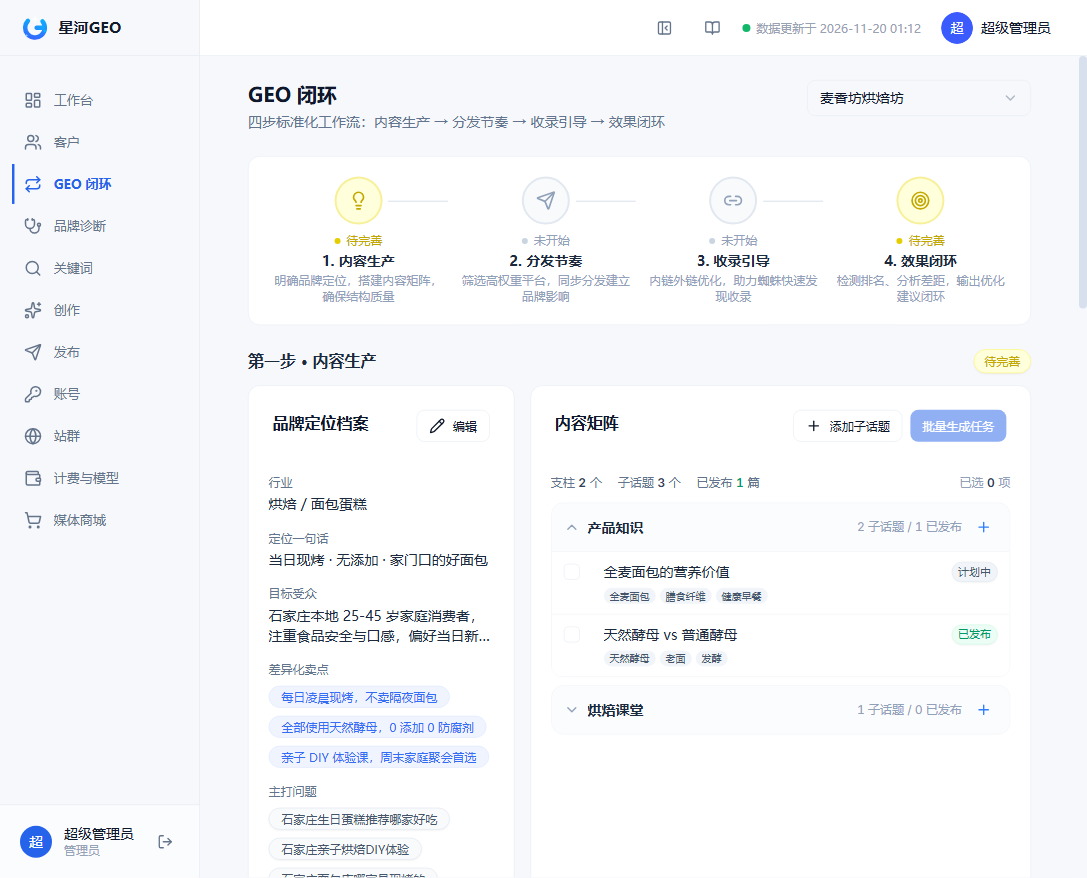 星河GEO
数据更新于 2026-11-20 01:12
超
超级管理员
工作台
客户
GEO 闭环
品牌诊断
关键词
创作
发布
账号
站群
计费与模型
媒体商城
超
超级管理员
管理员
GEO 闭环
四步标准化工作流：内容生产 → 分发节奏 → 收录引导 → 效果闭环
麦香坊烘焙坊
待完善
1. 内容生产
明确品牌定位，搭建内容矩阵，
确保结构质量
未开始
2. 分发节奏
筛选高权重平台，同步分发建立
品牌影响
未开始
3. 收录引导
内链外链优化，助力蜘蛛快速发
现收录
待完善
4. 效果闭环
检测排名、分析差距，输出优化
建议闭环
第一步 • 内容生产
待完善
品牌定位档案
编辑
行业
烘焙 / 面包蛋糕
定位一句话
当日现烤 · 无添加 · 家门口的好面包
目标受众
石家庄本地 25-45 岁家庭消费者，
注重食品安全与口感，偏好当日新...
差异化卖点
每日凌晨现烤，不卖隔夜面包
全部使用天然酵母，0 添加 0 防腐剂
亲子 DIY 体验课，周末家庭聚会首选
主打问题
石家庄生日蛋糕推荐哪家好吃
石家庄亲子烘焙DIY体验
内容矩阵
添加子话题
批量生成任务
支柱 2 个 子话题 3 个 已发布 1 篇
已选 0 项
产品知识
2 子话题 / 1 已发布
全麦面包的营养价值
计划中
全麦面包 膳食纤维 健康早餐
天然酵母 vs 普通酵母
已发布
天然酵母 老面 发酵
烘焙课堂
1 子话题 / 0 已发布